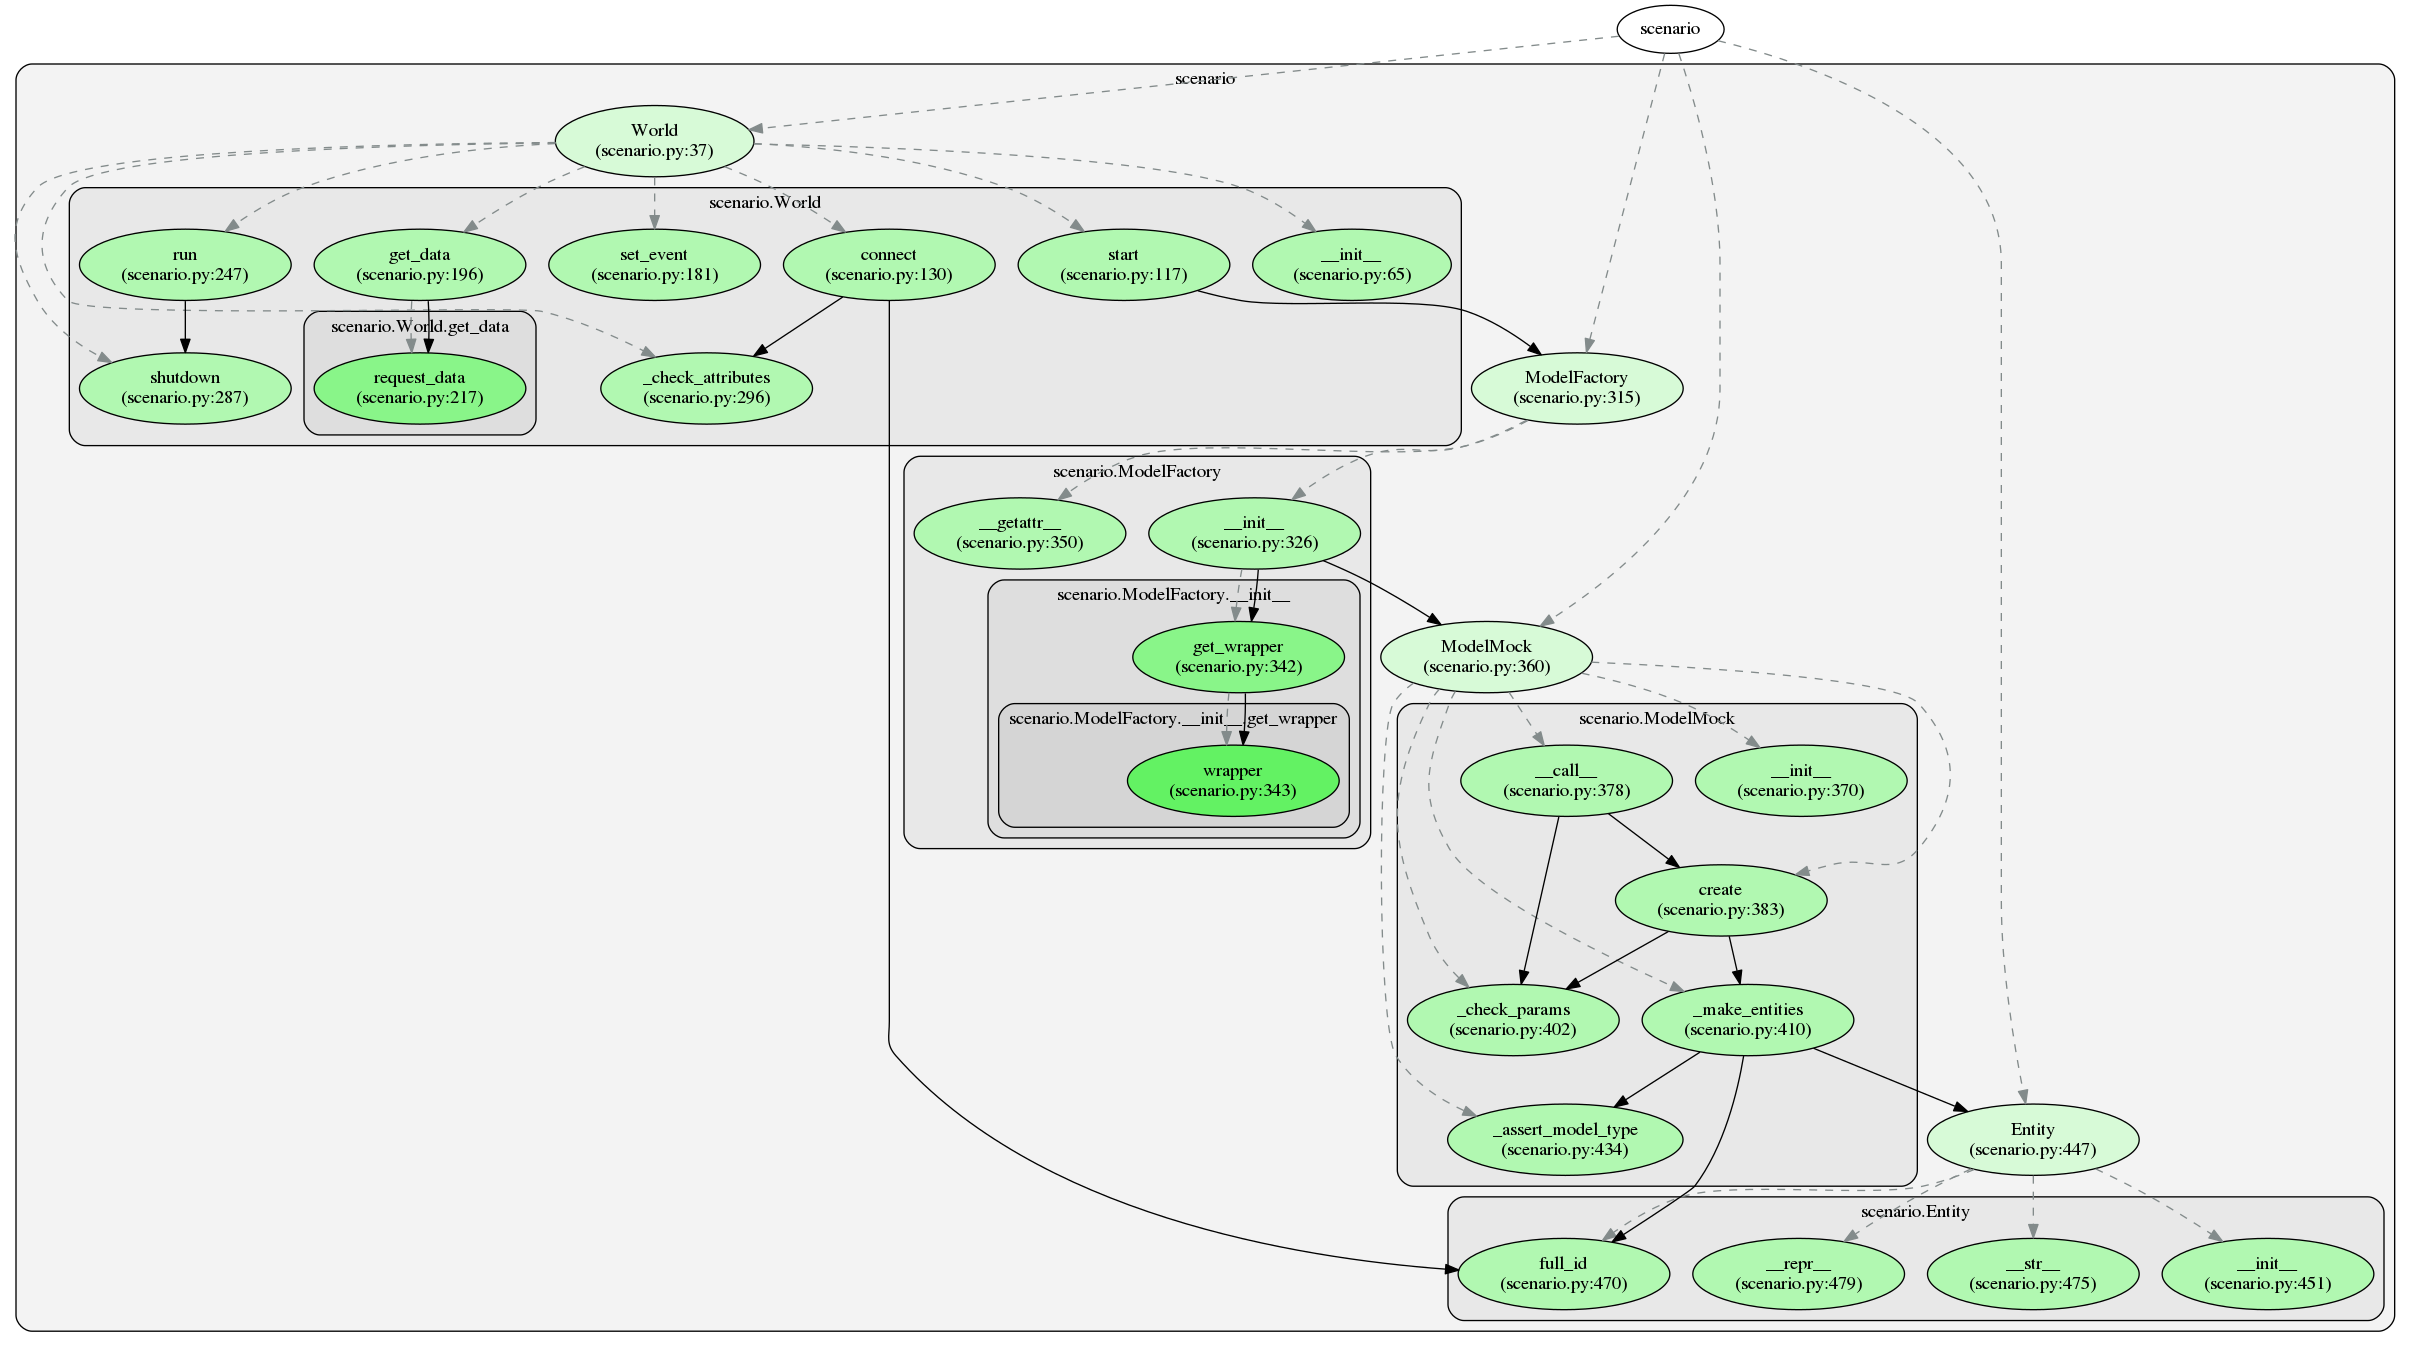 scenario
scenario
World
(scenario.py:37)
scenario.World
run
(scenario.py:247)
get_data
(scenario.py:196)
set_event
(scenario.py:181)
connect
(scenario.py:130)
start
(scenario.py:117)
__init__
(scenario.py:65)
scenario.World.get_data
shutdown
(scenario.py:287)
request_data
(scenario.py:217)
_check_attributes
(scenario.py:296)
ModelFactory
(scenario.py:315)
scenario.ModelFactory
__getattr__
(scenario.py:350)
__init__
(scenario.py:326)
scenario.ModelFactory.__init__
get_wrapper
(scenario.py:342)
ModelMock
(scenario.py:360)
scenario.ModelFactory.__init__.get_wrapper
wrapper
(scenario.py:343)
scenario.ModelMock
__call__
(scenario.py:378)
__init__
(scenario.py:370)
create
(scenario.py:383)
_check_params
(scenario.py:402)
_make_entities
(scenario.py:410)
_assert_model_type
(scenario.py:434)
Entity
(scenario.py:447)
scenario.Entity
full_id
(scenario.py:470)
__repr__
(scenario.py:479)
__str__
(scenario.py:475)
__init__
(scenario.py:451)